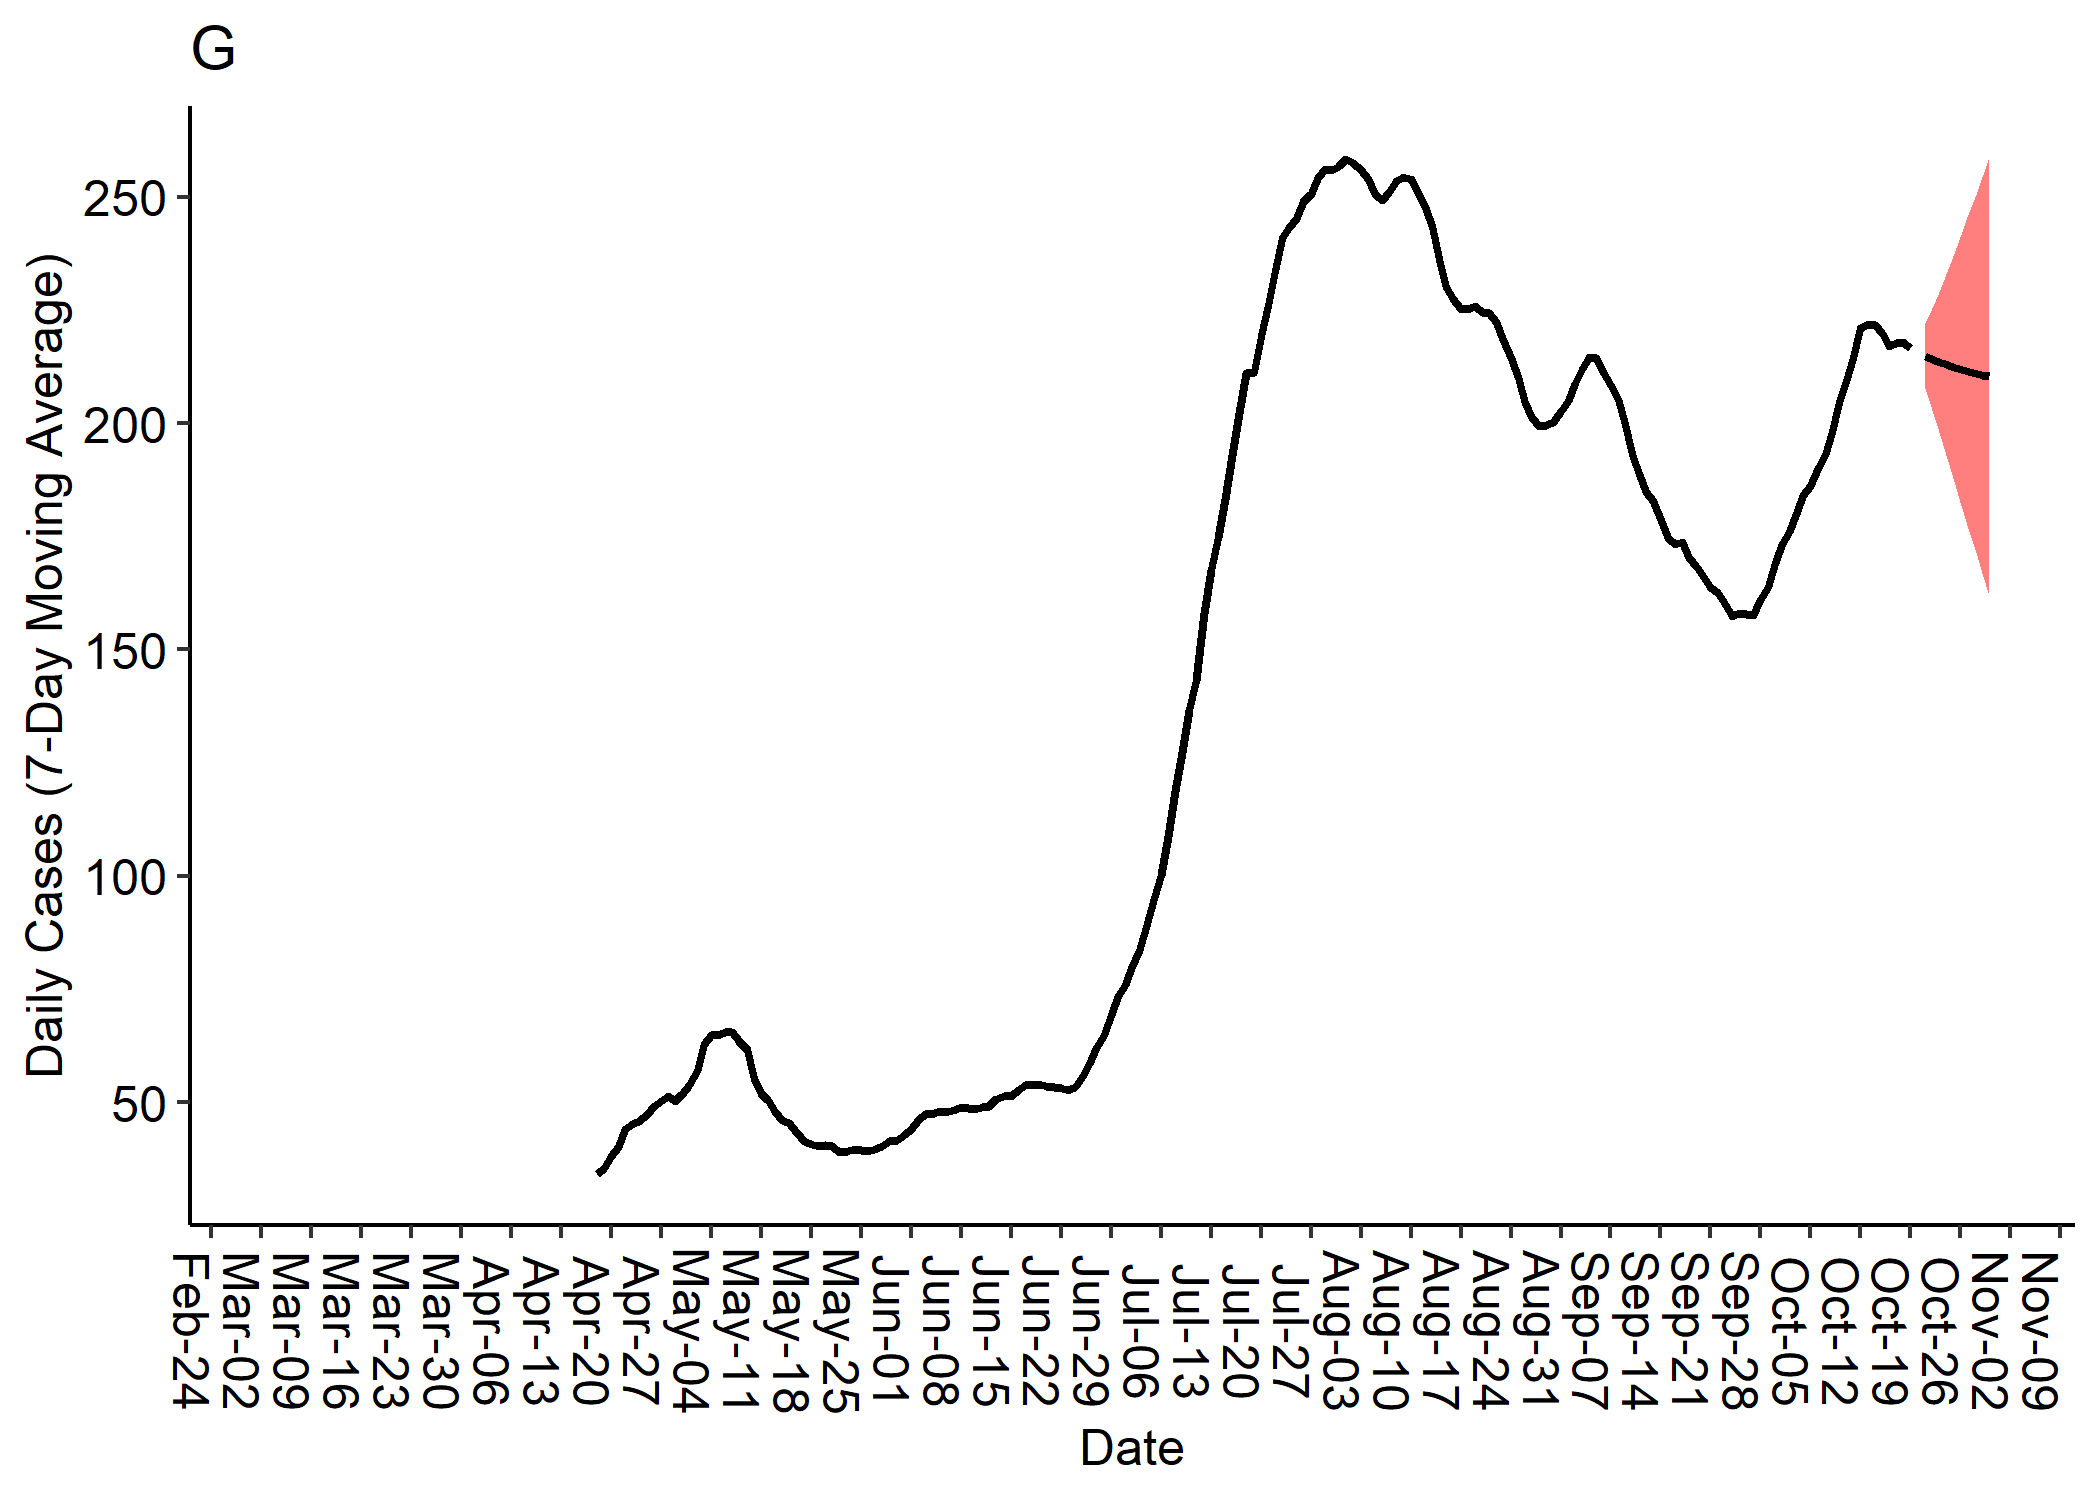 G
Daily Cases (7-Day Moving Average)
250
200
150
100
50
Feb-24
Mar-02
Mar-09
Mar-16
Mar-23
Mar-30
Apr-06
Apr-13
Apr-20
Apr-27
May-04
May-11
May-18
May-25
Jun-01
Jun-08
Jun-15
Jun-22
Jun-29
Jul-06
Jul-13
Jul-20
Jul-27
Aug-03
Aug-10
Aug-17
Aug-24
Aug-31
Sep-07
Sep-14
Sep-21
Sep-28
Oct-05
Oct-12
Oct-19
Oct-26
Nov-02
Nov-09
Date